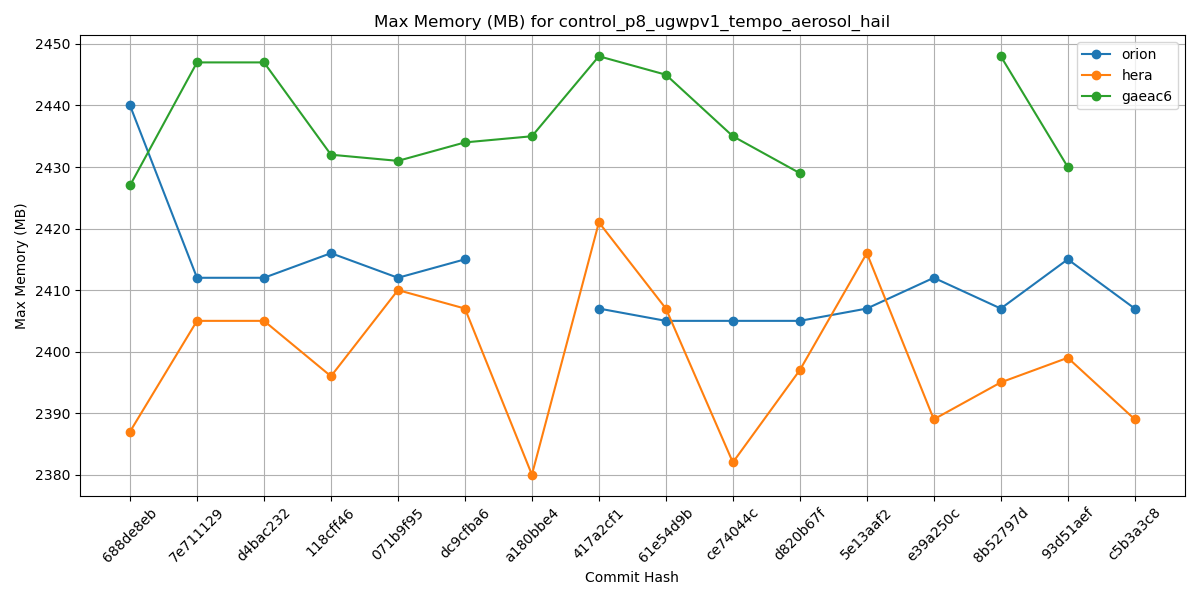 Max Memory (MB) for control_p8_ugwpv1_tempo_aerosol_hail
orion
hera
gaeac6
Max Memory (MB)
2450
2440
2430
2420
2410
2400
2390
2380
688de8eb
7e711129
d4bac232
118cff46
071b9f95
dc9cfba6
a180bbe4
417a2cf1
61e54d9b
ce74044c
d820b67f
5e13aaf2
e39a250c
8b52797d
93d51aef
c5b3a3c8
Commit Hash